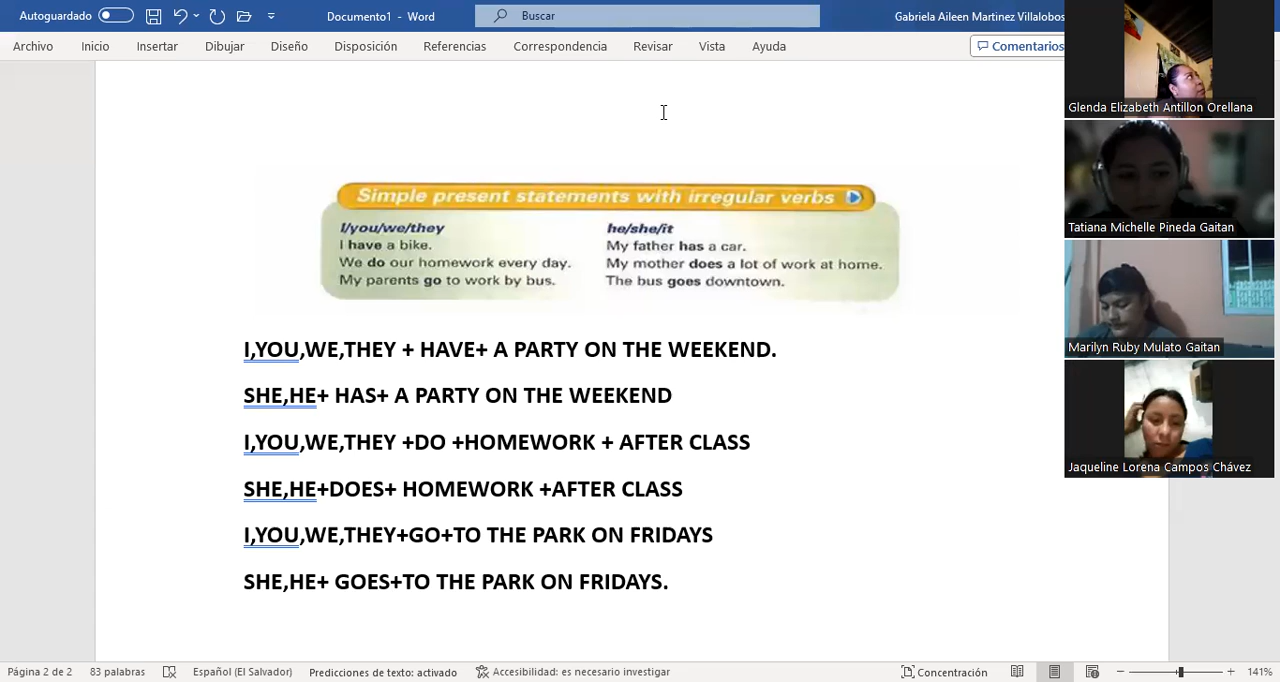 Autoguardado
Documento1 - Word
Buscar
Gabriela Aileen Martinez Villalobos
Archivo Inicio Insertar Dibujar Diseño Disposición Referencias Correspondencia Revisar Vista Ayuda
Comentarios
Glenda Elizabeth Antillon Orellana
Tatiana Michelle Pineda Gaitan
Marilyn Ruby Mulato Gaitan
Jaqueline Lorena Campos Chávez
Simple present statements with irregular verbs
I/you/we/they
I have a bike.
We do our homework every day.
My parents go to work by bus.
he/she/it
My father has a car.
My mother does a lot of work at home.
The bus goes downtown.
I,YOU,WE,THEY + HAVE+ A PARTY ON THE WEEKEND.
SHE,HE+ HAS+ A PARTY ON THE WEEKEND
I,YOU,WE,THEY +DO +HOMEWORK + AFTER CLASS
SHE,HE+DOES+ HOMEWORK +AFTER CLASS
I,YOU,WE,THEY+GO+TO THE PARK ON FRIDAYS
SHE,HE+ GOES+TO THE PARK ON FRIDAYS.
Página 2 de 2 83 palabras Español (El Salvador) Predicciones de texto: activado Accesibilidad: es necesario investigar Concentración 141%